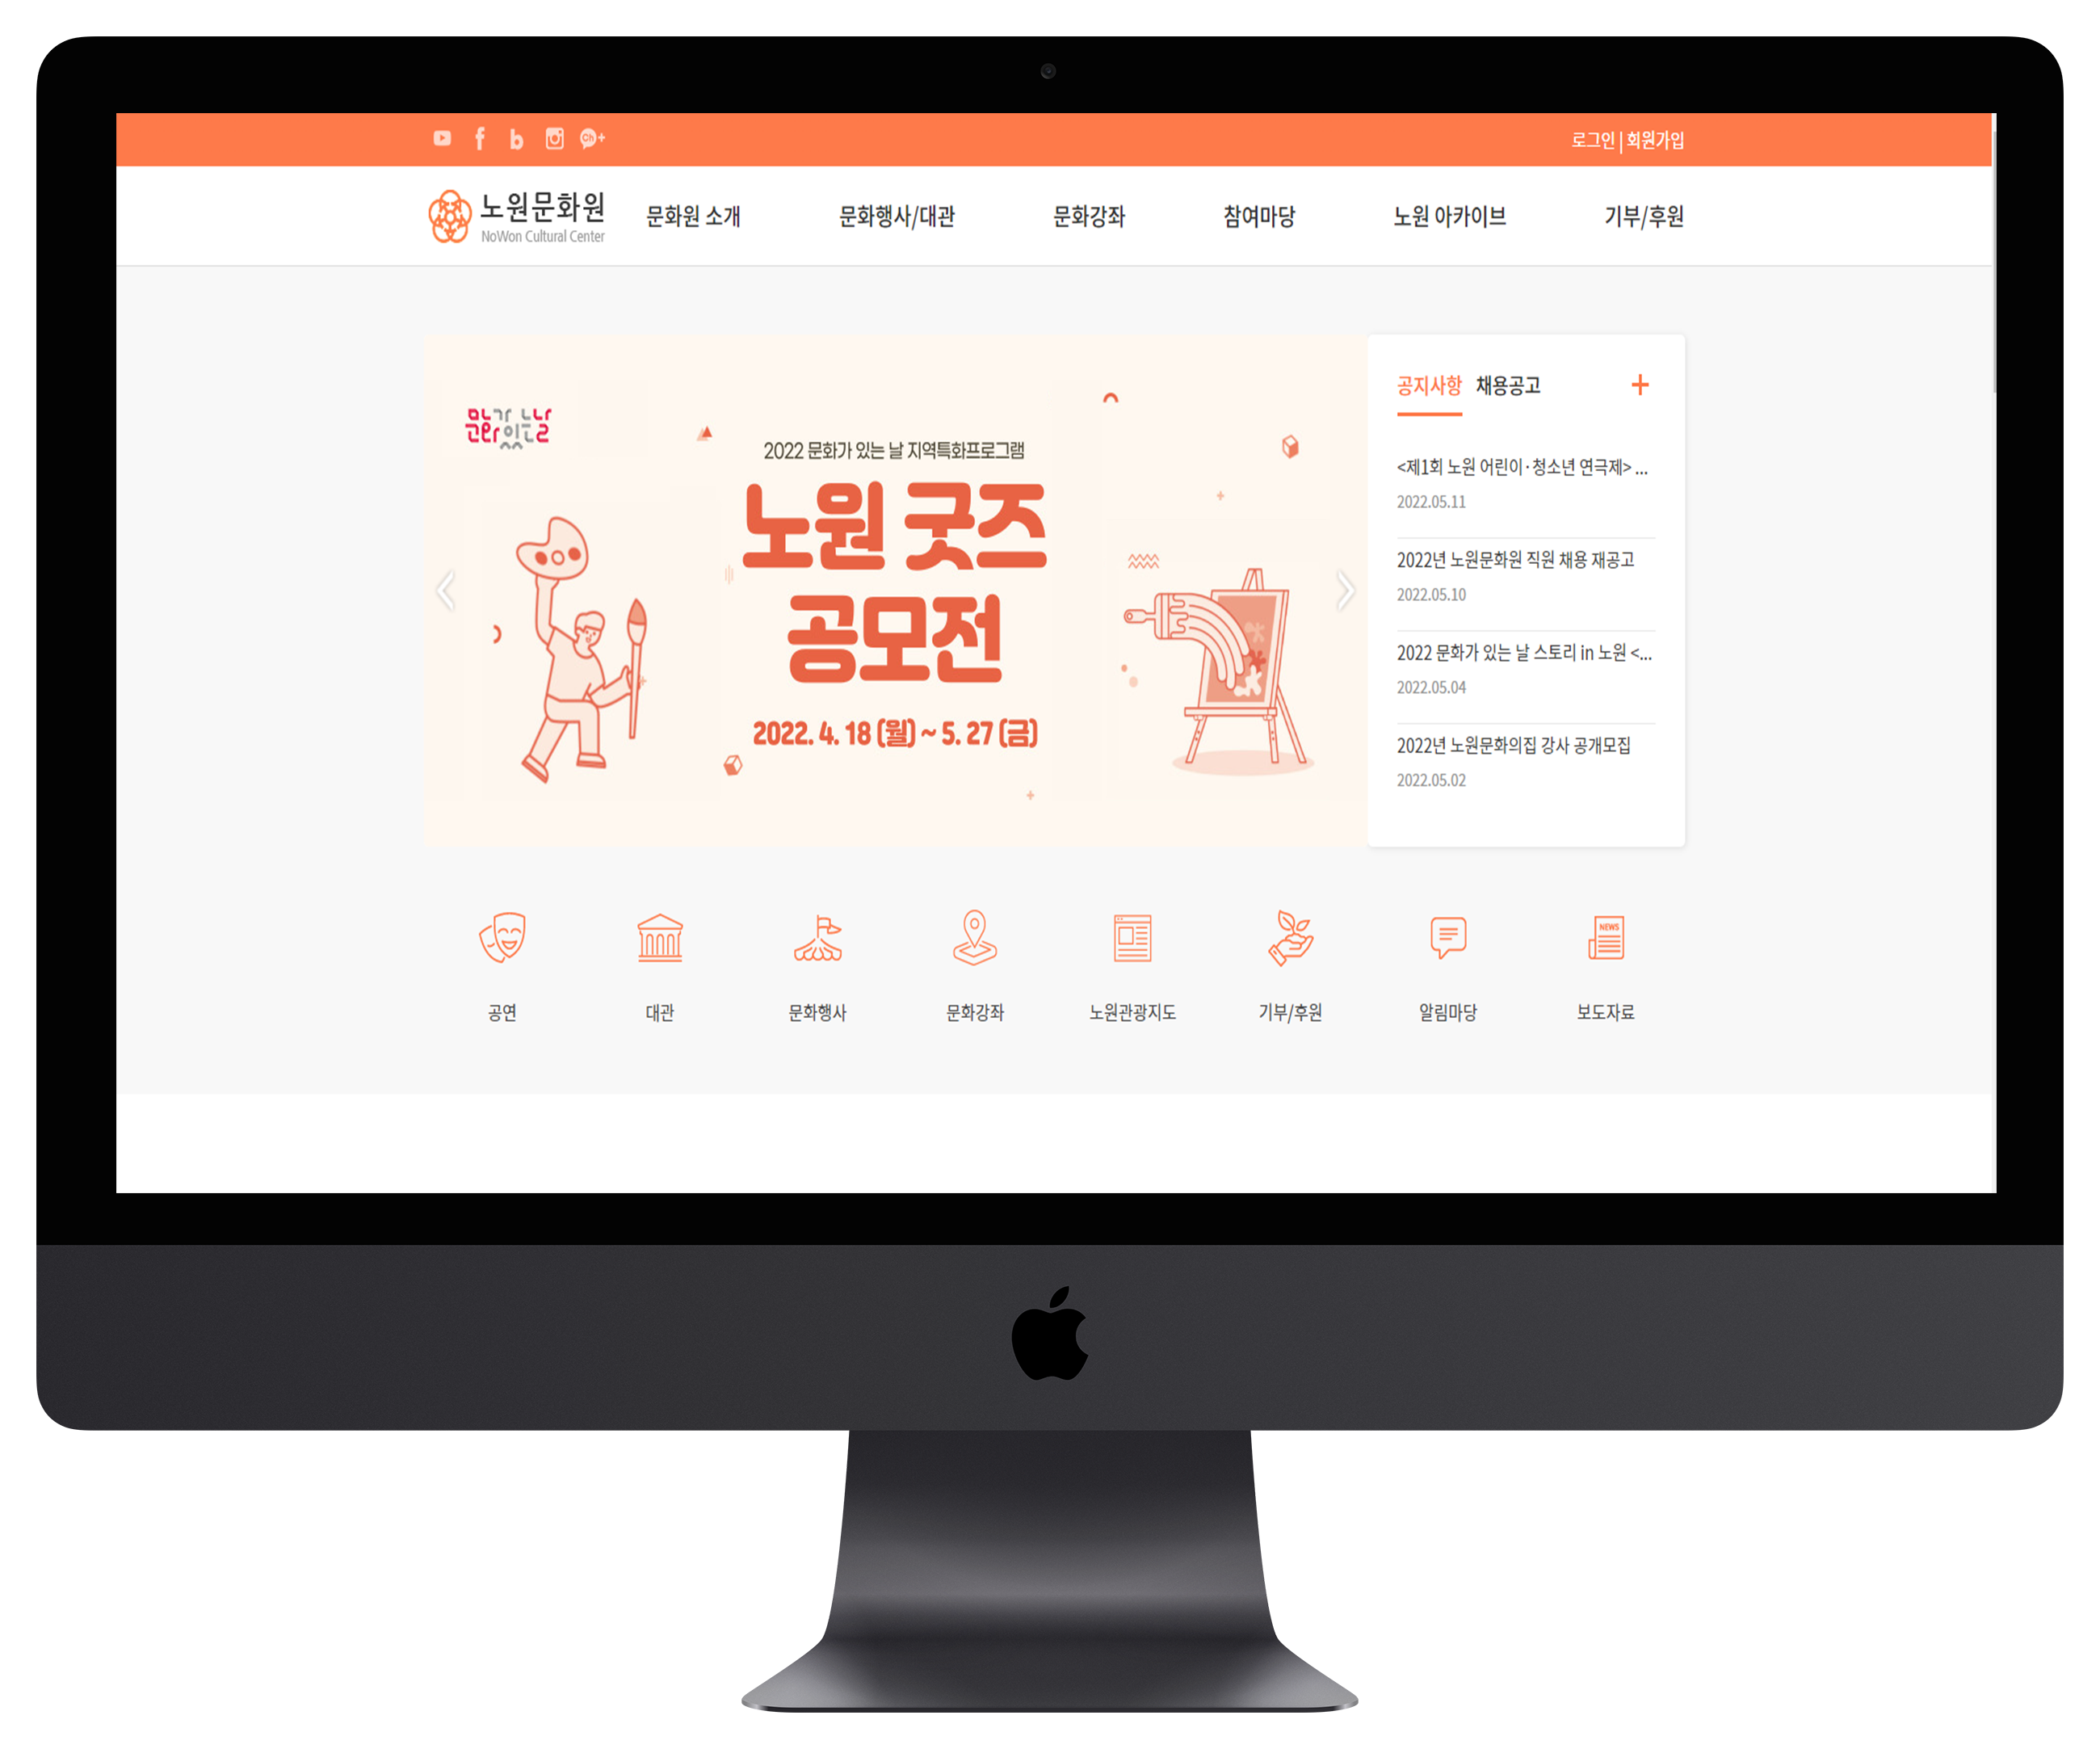 로그인 | 회원가입
노원문화원
NoWon Cultural Center
문화원 소개
문화행사/대관
문화강좌
참여마당
노원 아카이브
기부/후원
문화가 있는 날
2022 문화가 있는 날 지역특화프로그램
노원 굿즈
공모전
2022. 4. 18 (월) ~ 5. 27 (금)
공지사항
채용공고
<제1회 노원 어린이·청소년 연극제> ...
2022.05.11
2022년 노원문화원 직원 채용 재공고
2022.05.10
2022 문화가 있는 날 스토리 in 노원 <...
2022.05.04
2022년 노원문화의집 강사 공개모집
2022.05.02
NEWS
공연
대관
문화행사
문화강좌
노원관광지도
기부/후원
알림마당
보도자료